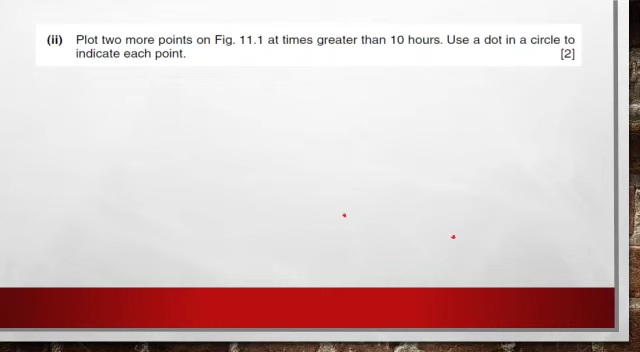 (ii) Plot two more points on Fig. 11.1 at times greater than 10 hours. Use a dot in a circle to
indicate each point. [2]